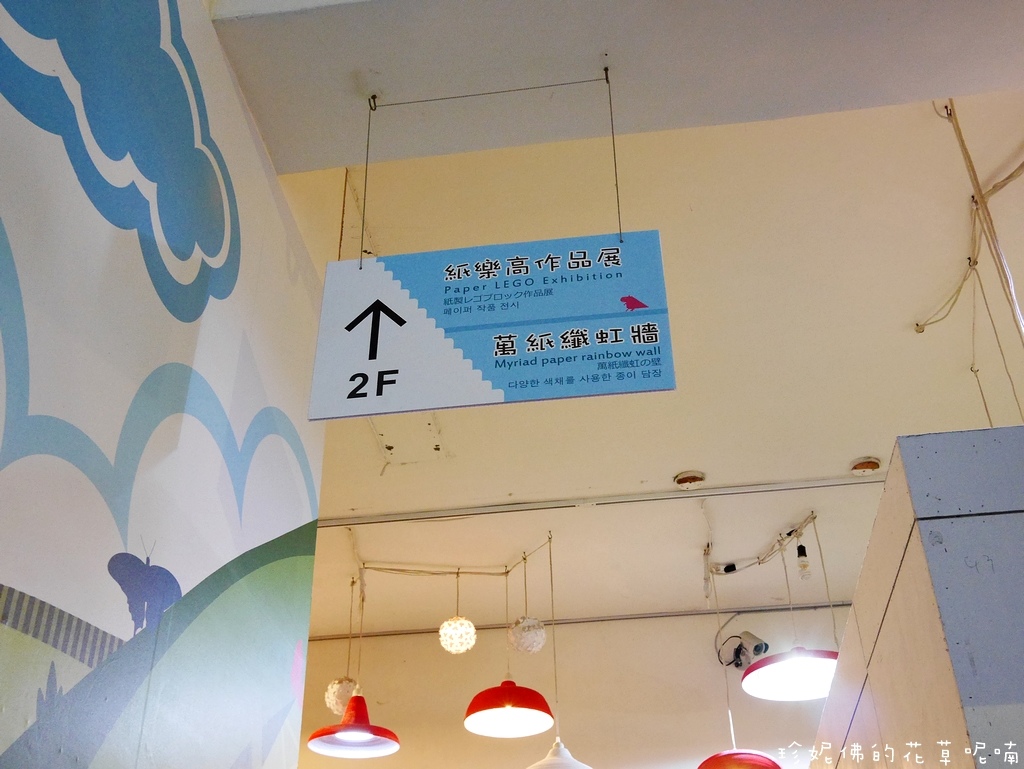 紙樂高作品展
Paper LEGO Exhibition
紙製レゴブロック作品展
페이퍼 작품 전시
2F
萬紙纖虹牆
Myriad paper rainbow wall
萬紙纖虹の壁
다양한 색채를 사용한 종이 담장
珍妮佛的花草呢喃